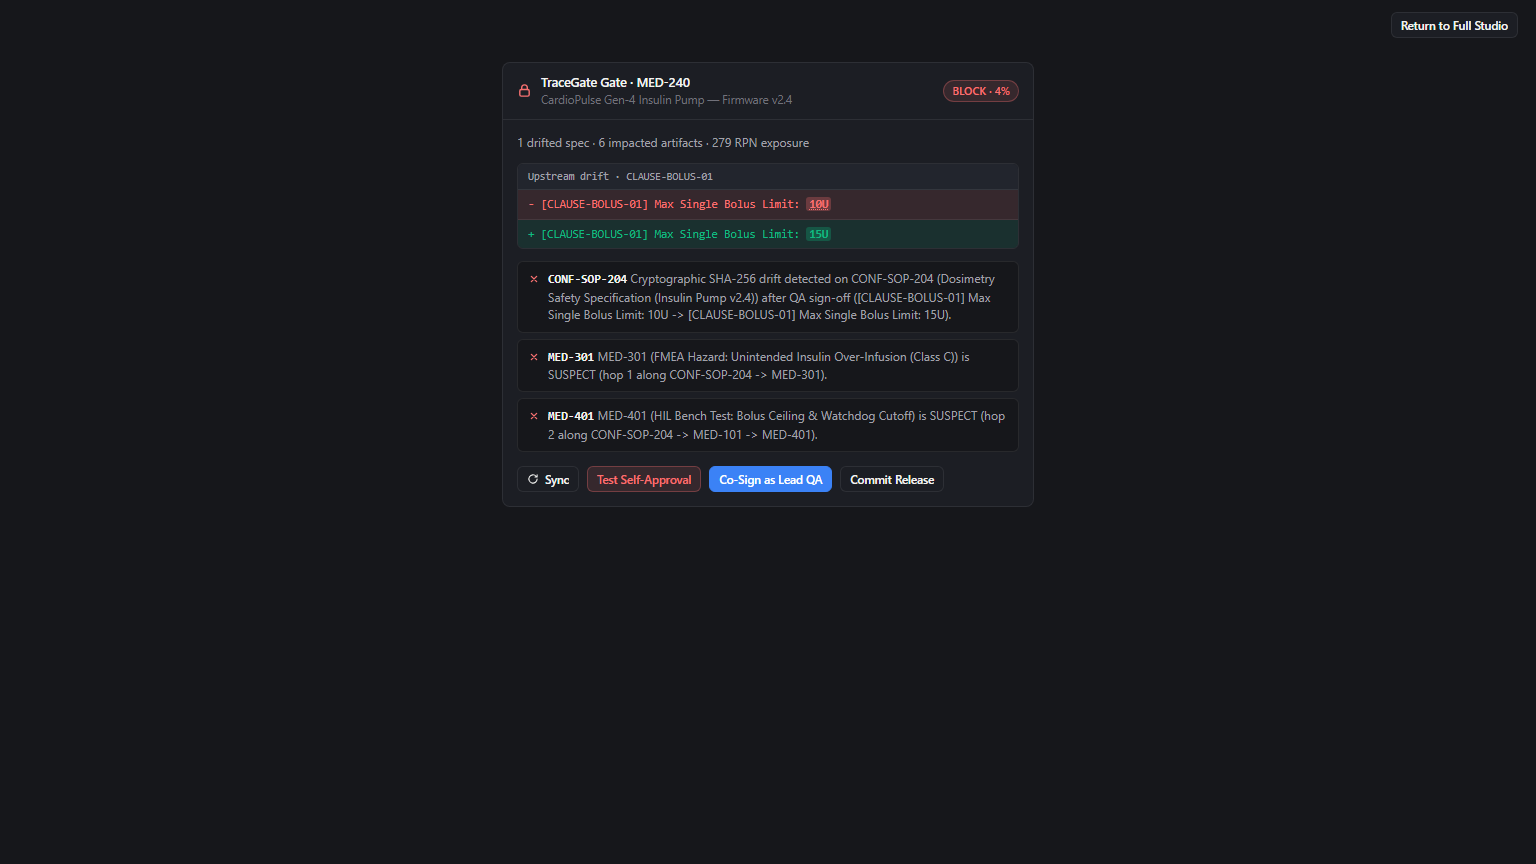 Return to Full Studio
TraceGate Gate · MED-240
CardioPulse Gen-4 Insulin Pump — Firmware v2.4
BLOCK · 4%
1 drifted spec · 6 impacted artifacts · 279 RPN exposure
Upstream drift · CLAUSE-BOLUS-01
- [CLAUSE-BOLUS-01] Max Single Bolus Limit: 10U
+ [CLAUSE-BOLUS-01] Max Single Bolus Limit: 15U
× CONF-SOP-204 Cryptographic SHA-256 drift detected on CONF-SOP-204 (Dosimetry
Safety Specification (Insulin Pump v2.4)) after QA sign-off ([CLAUSE-BOLUS-01] Max
Single Bolus Limit: 10U -> [CLAUSE-BOLUS-01] Max Single Bolus Limit: 15U).
× MED-301 MED-301 (FMEA Hazard: Unintended Insulin Over-Infusion (Class C)) is
SUSPECT (hop 1 along CONF-SOP-204 -> MED-301).
× MED-401 MED-401 (HIL Bench Test: Bolus Ceiling & Watchdog Cutoff) is SUSPECT (hop
2 along CONF-SOP-204 -> MED-101 -> MED-401).
Sync
Test Self-Approval
Co-Sign as Lead QA
Commit Release